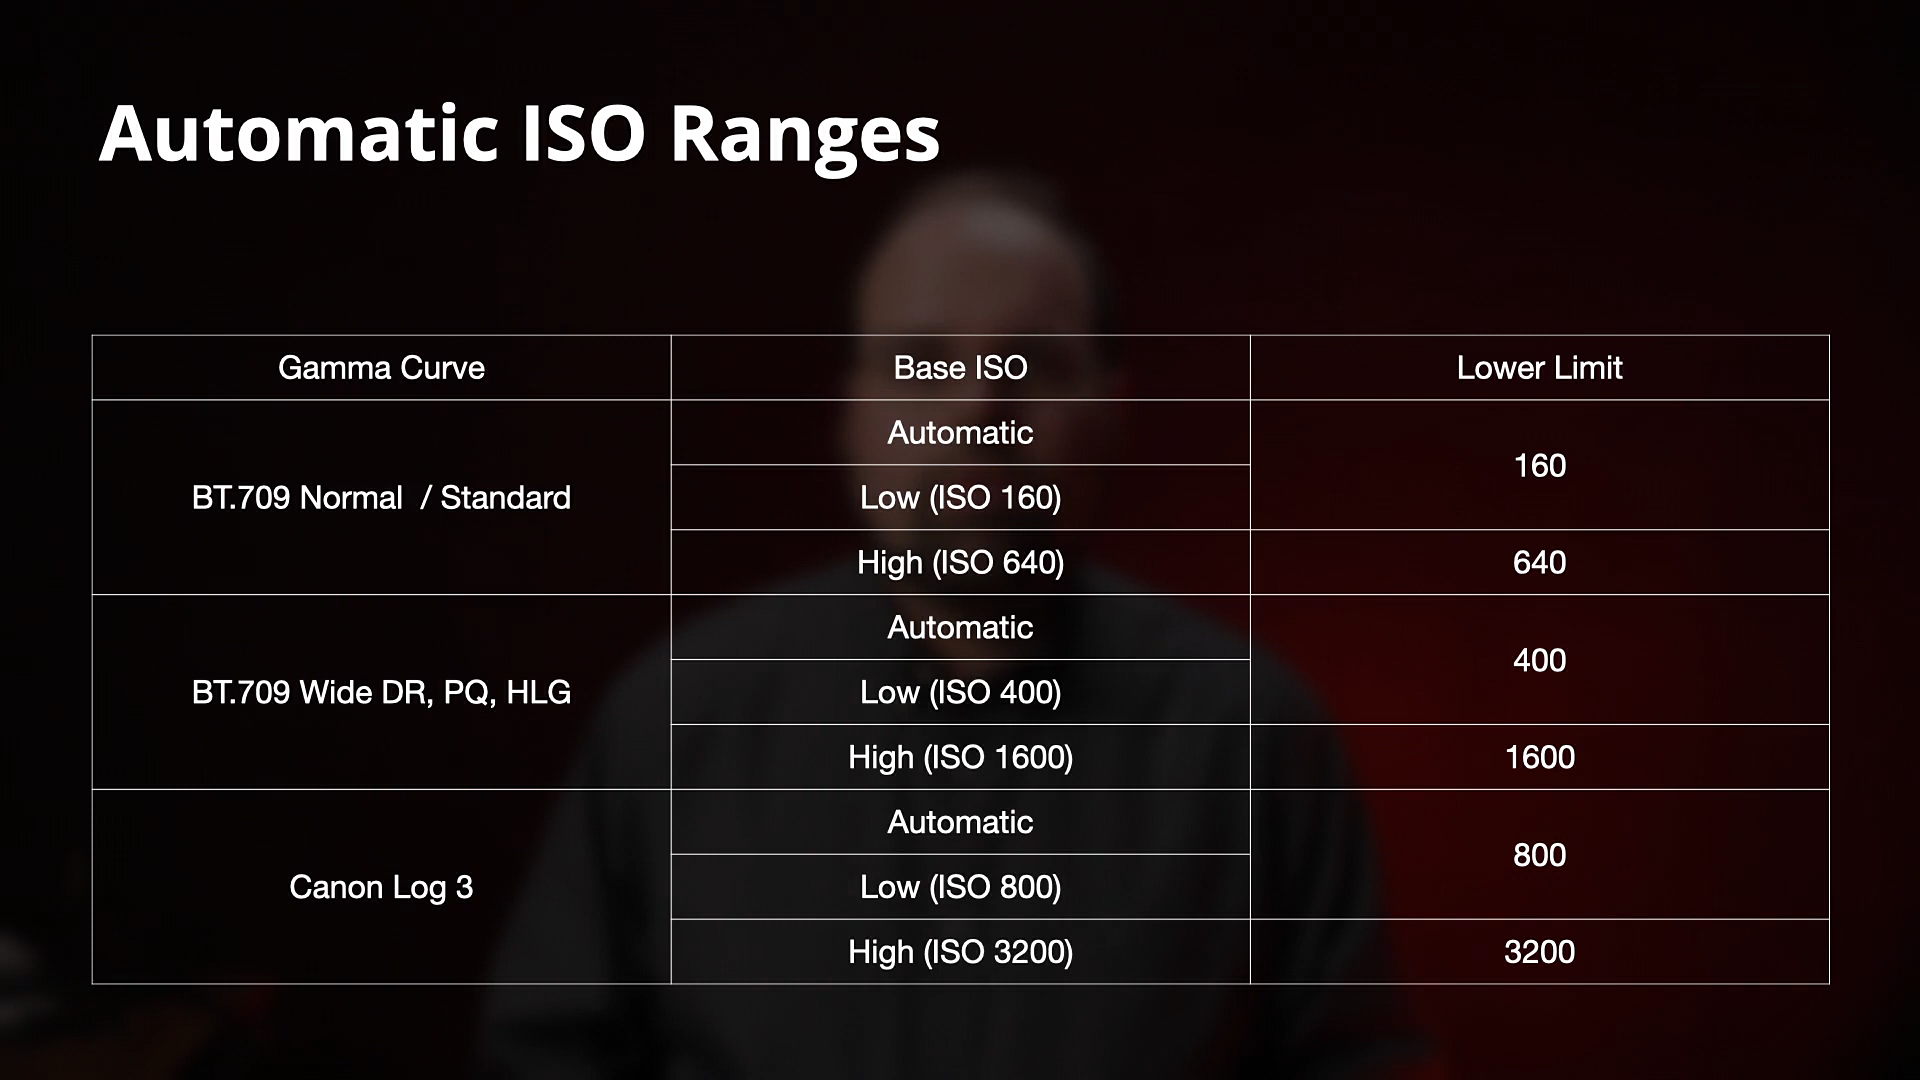 Automatic ISO Ranges
Gamma Curve Base ISO Lower Limit
BT.709 Normal / Standard
Automatic
Low (ISO 160)
160
High (ISO 640) 640
BT.709 Wide DR, PQ, HLG
Automatic
Low (ISO 400)
400
High (ISO 1600) 1600
Canon Log 3
Automatic
Low (ISO 800)
800
High (ISO 3200) 3200